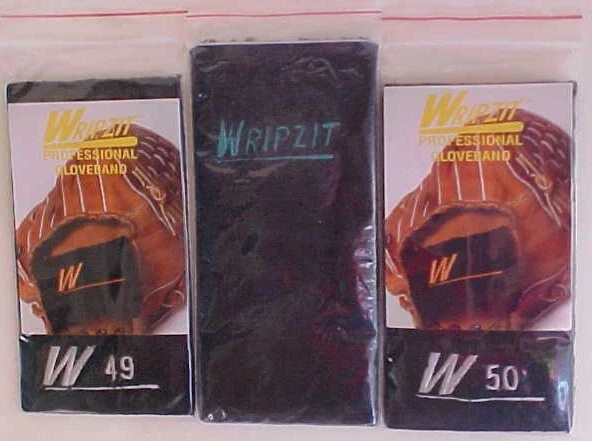 WRIPZIT
PROFESSIONAL
GLOVEBAND
W
W 49
WRIPZIT
WRIPZIT
PROFESSIONAL
GLOVEBAND
W
W 50